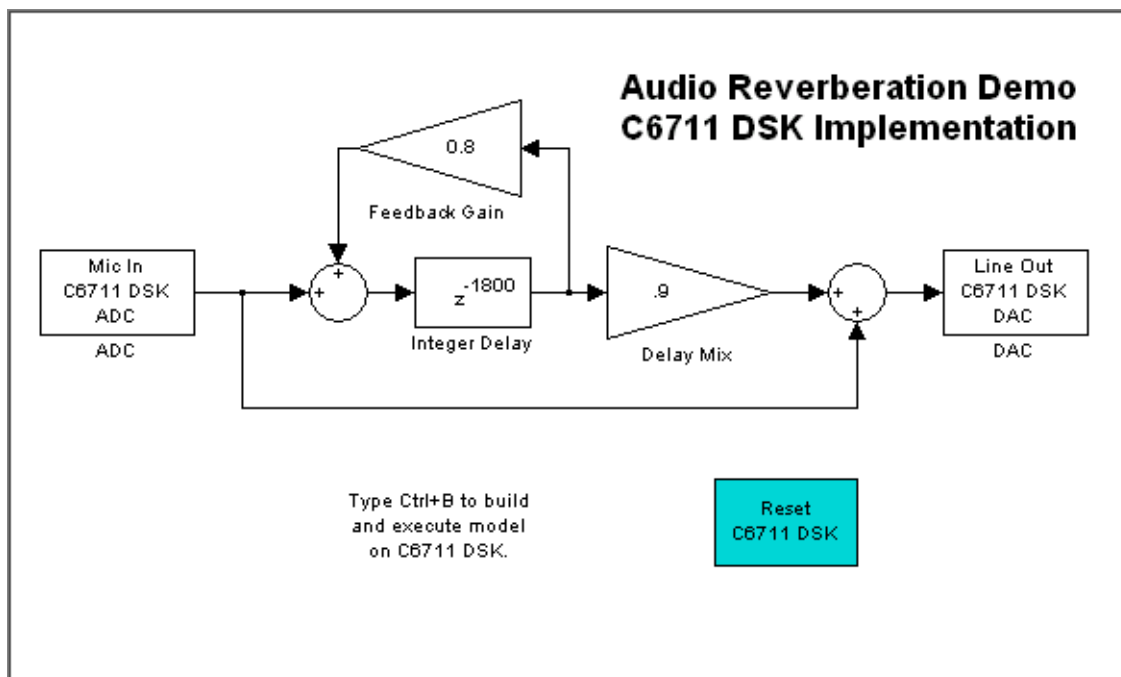 Audio Reverberation Demo
C6711 DSK Implementation
0.8
Feedback Gain
Mic In
C6711 DSK
ADC
ADC
+
+
z-1800
Integer Delay
.9
Delay Mix
+
+
Line Out
C6711 DSK
DAC
DAC
Type Ctrl+B to build
and execute model
on C6711 DSK.
Reset
C6711 DSK